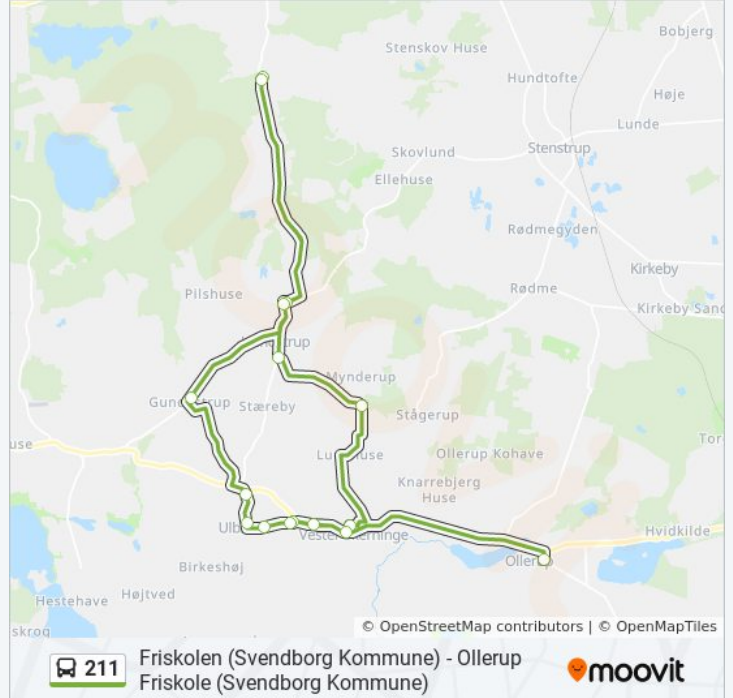 Bobjerg
Stenskov Huse
Hundtofte
Høje
Lunde
Stenstrup
Skovlund
Ellehuse
Rødmegyden
Kirkeby
Rødme
Pilshuse
Kirkeby Sand
Mynderup
Stæreby
Stågerup
Ollerup Kohave
Knarrebjerg
Huse
Hvidkilde
Birkeshøj
Højtved
Hestehave
© OpenStreetMap contributors | © OpenMapTiles
211
Friskolen (Svendborg Kommune) - Ollerup
Friskole (Svendborg Kommune)
moovit